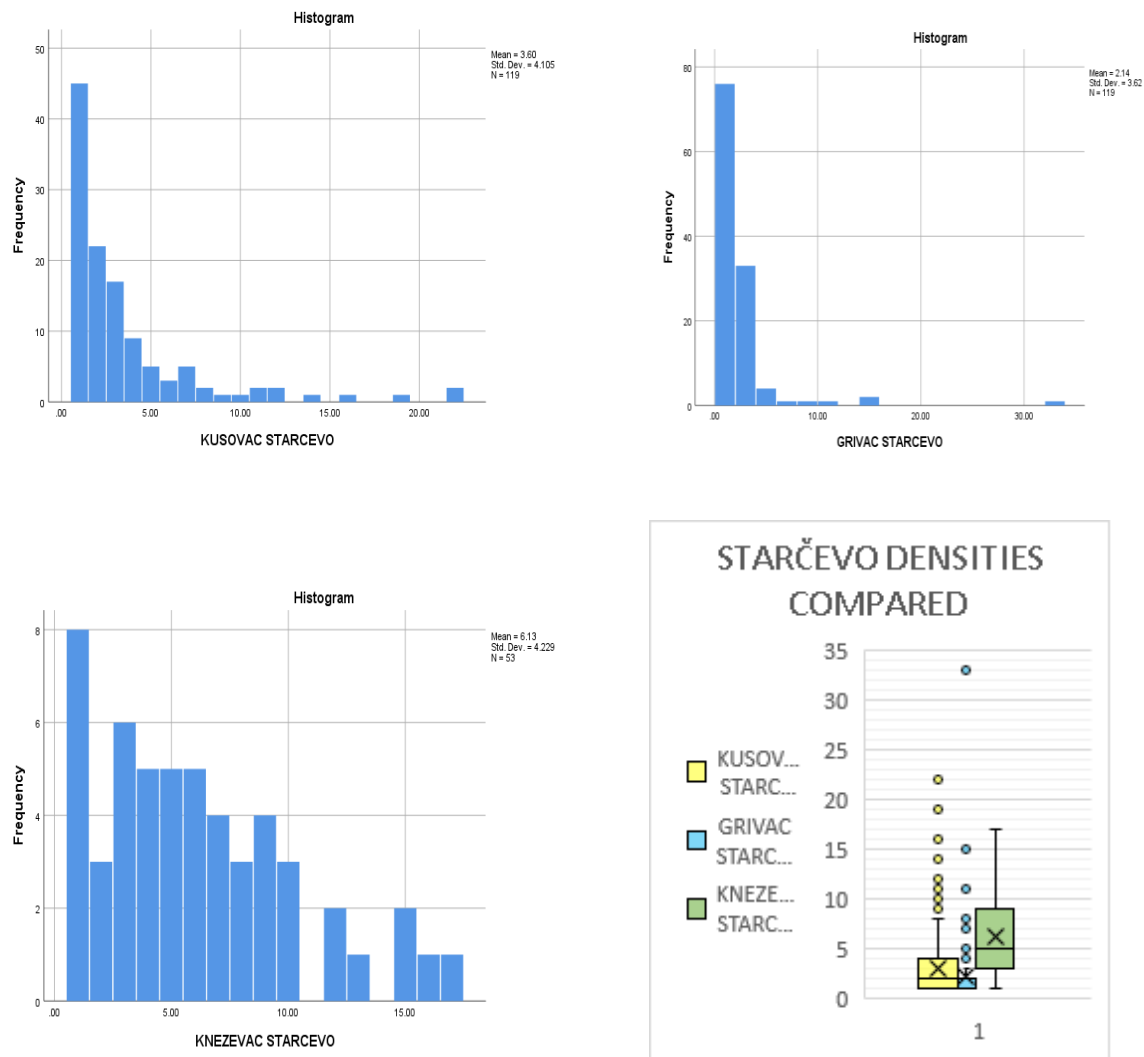 Histogram
Mean = 3.60
Std. Dev. = 4.105
N = 119
50
40
30
20
10
0
Frequency
.00 5.00 10.00 15.00 20.00
KUSOVAC STARCEVO
Histogram
Mean = 2.14
Std. Dev. = 3.62
N = 119
80
60
40
20
0
Frequency
.00 10.00 20.00 30.00
GRIVAC STARCEVO
Histogram
Mean = 6.13
Std. Dev. = 4.229
N = 53
8
6
4
2
0
Frequency
.00 5.00 10.00 15.00
KNEZEVAC STARCEVO
STARČEVO DENSITIES
COMPARED
KUSOV...
STARC...
GRIVAC
STARC...
KNEZE...
STARC...
35
30
25
20
15
10
5
0
1